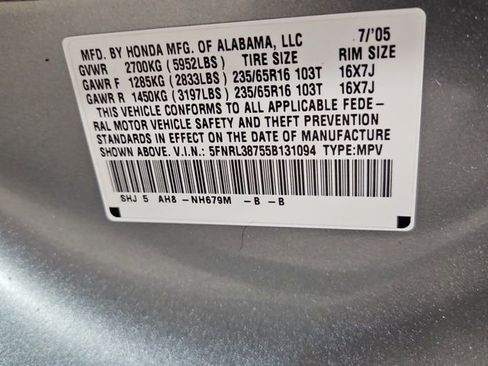 MFD. BY HONDA MFG. OF ALABAMA, LLC 7/'05
GVWR 2700KG (5952LBS) TIRE SIZE RIM SIZE
GAWR F 1285KG (2833LBS) 235/65R16 103T 16X7J
GAWR R 1450KG (3197LBS) 235/65R16 103T 16X7J
THIS VEHICLE CONFORMS TO ALL APPLICABLE FEDE-
RAL MOTOR VEHICLE SAFETY AND THEFT PREVENTION
STANDARDS IN EFFECT ON THE DATE OF MANUFACTURE
SHOWN ABOVE. V.I.N.: 5FNRL38755B131094 TYPE:MPV
SHJ 5 AH8 -NH679M -B -B